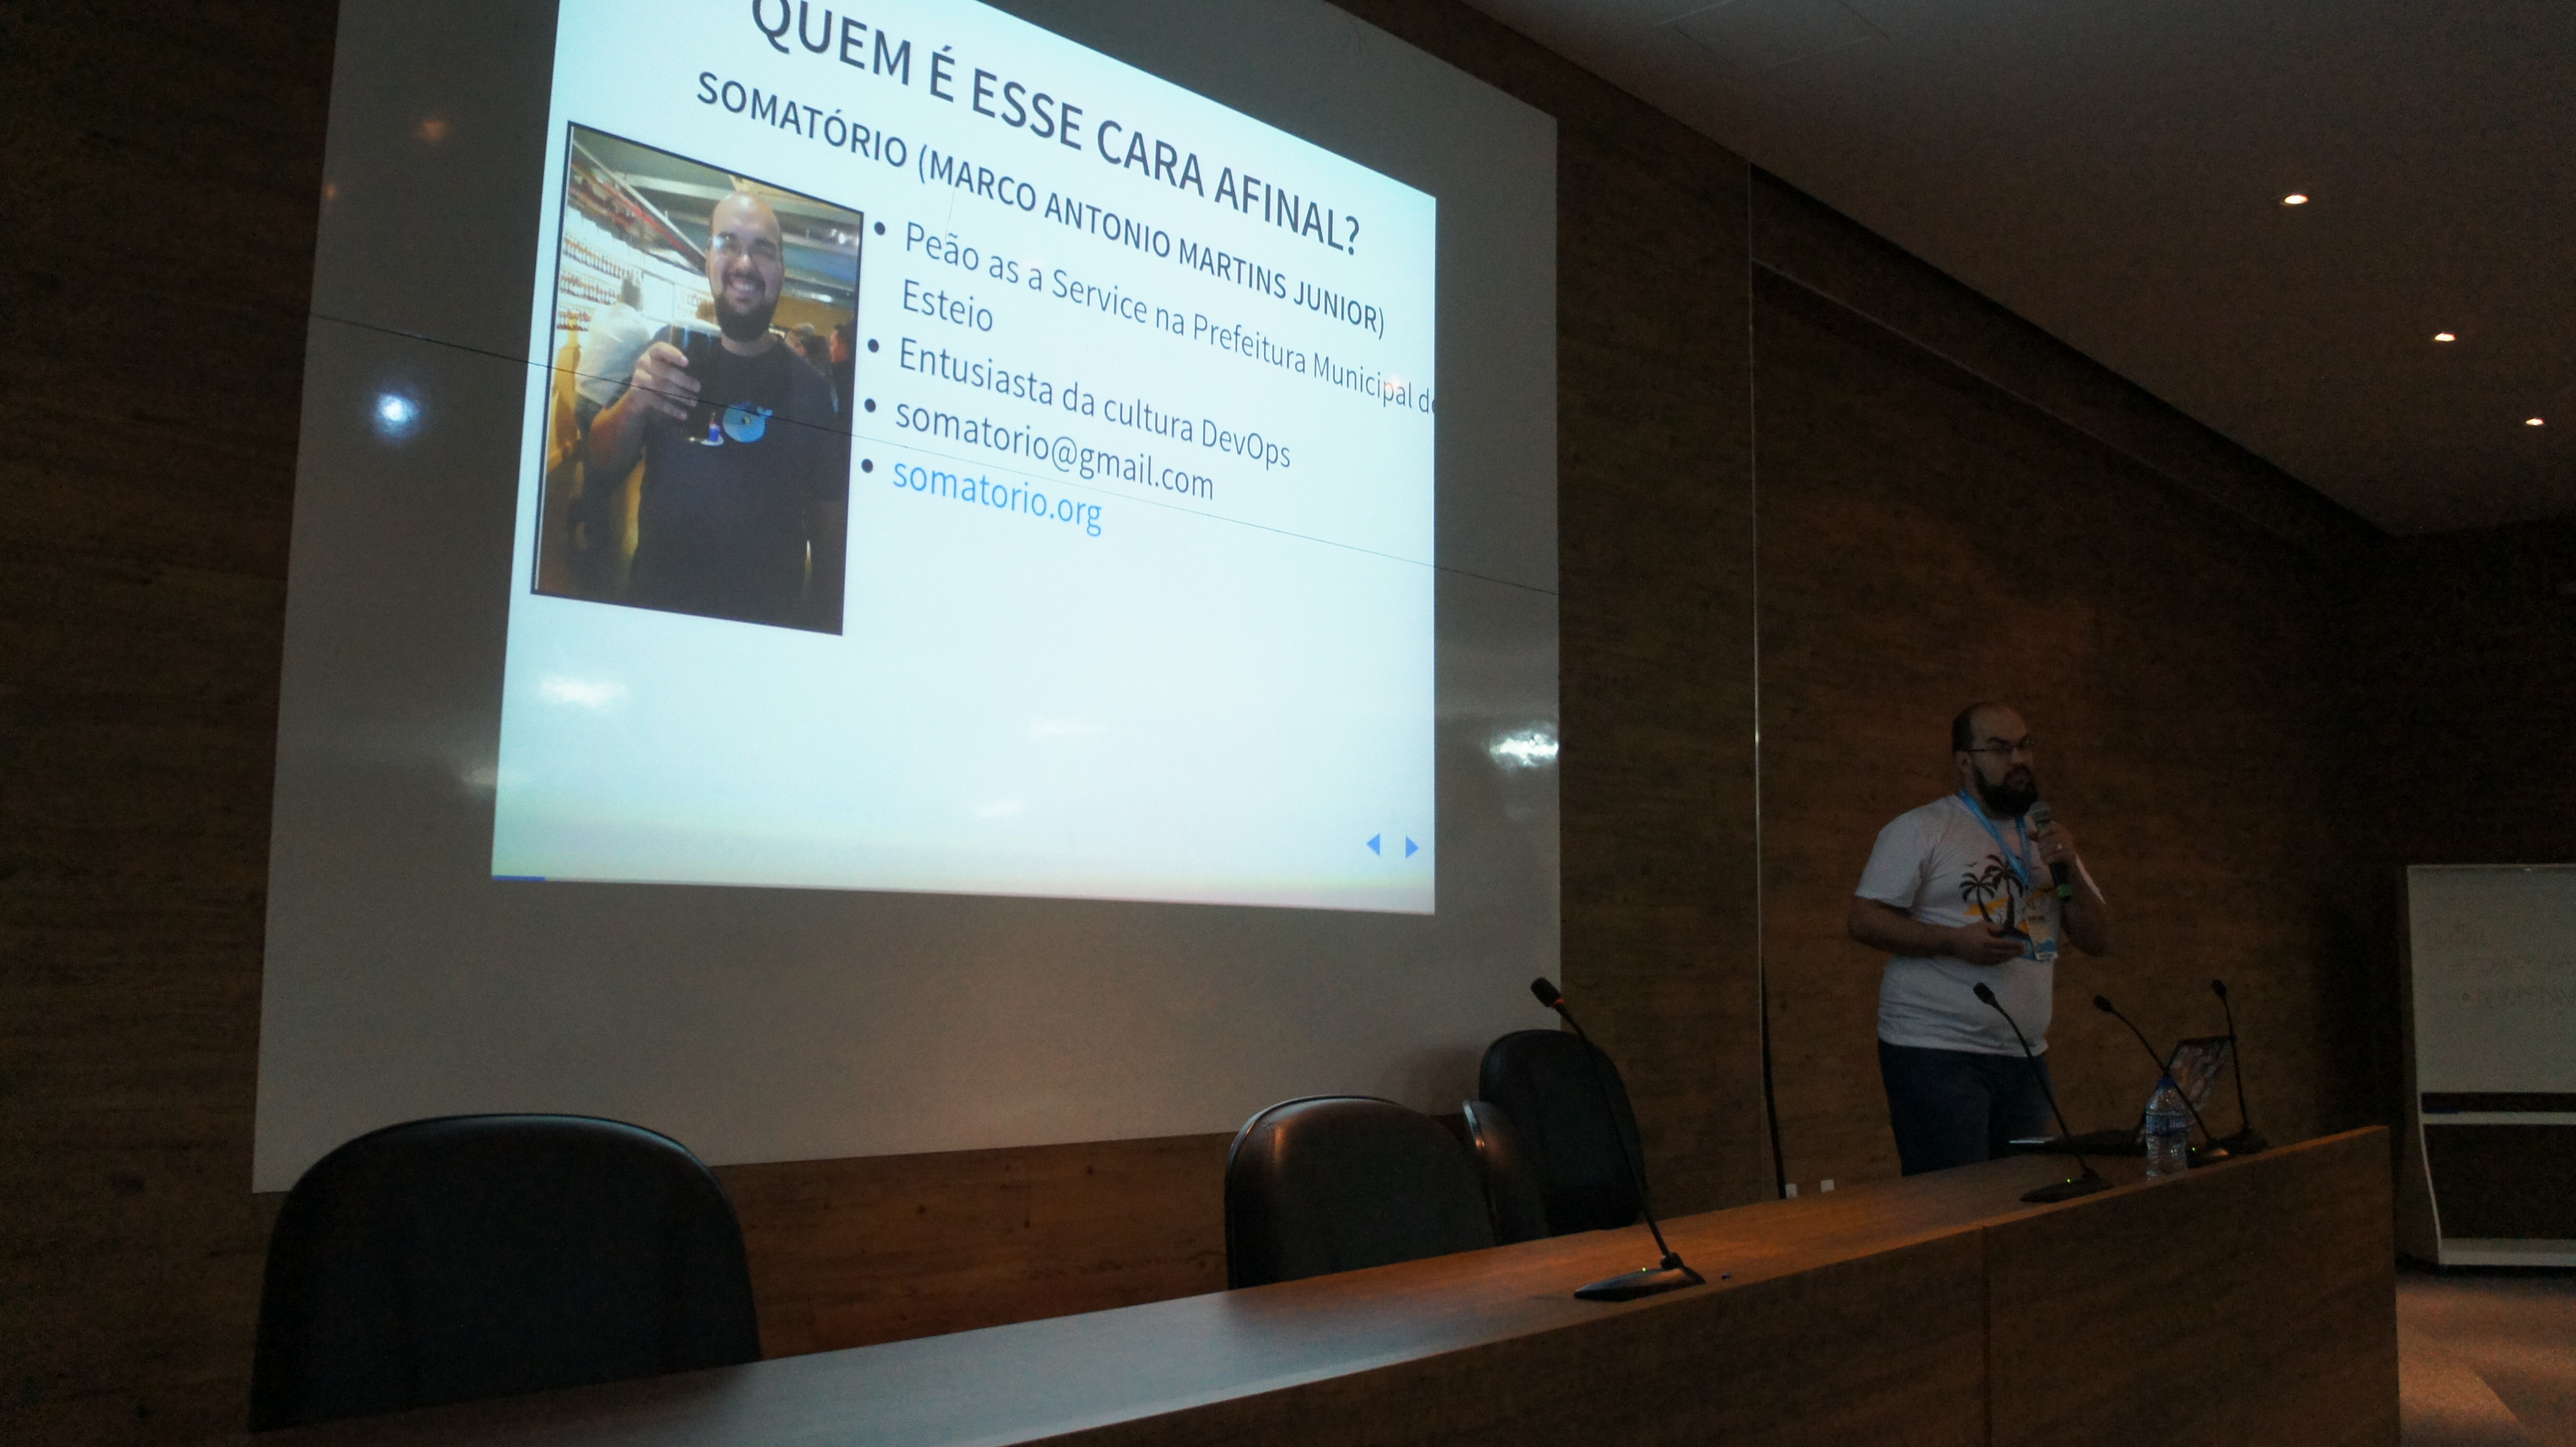 QUEM É ESSE CARA AFINAL?
SOMATÓRIO (MARCO ANTONIO MARTINS JUNIOR)
• Peão as a Service na Prefeitura Municipal de
Esteio
• Entusiasta da cultura DevOps
• somatorio@gmail.com
• somatorio.org